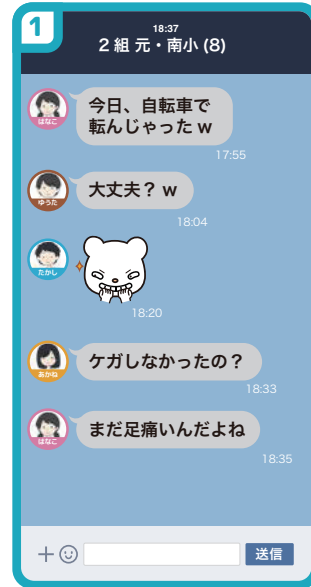 1
18:37
2 組 元・南小 (8)
はなこ
今日、自転車で
転んじゃった w
17:55
ゆうた
大丈夫？ w
18:04
たかし
18:20
あかね
ケガしなかったの？
18:33
はなこ
まだ足痛いんだよね
18:35
送信